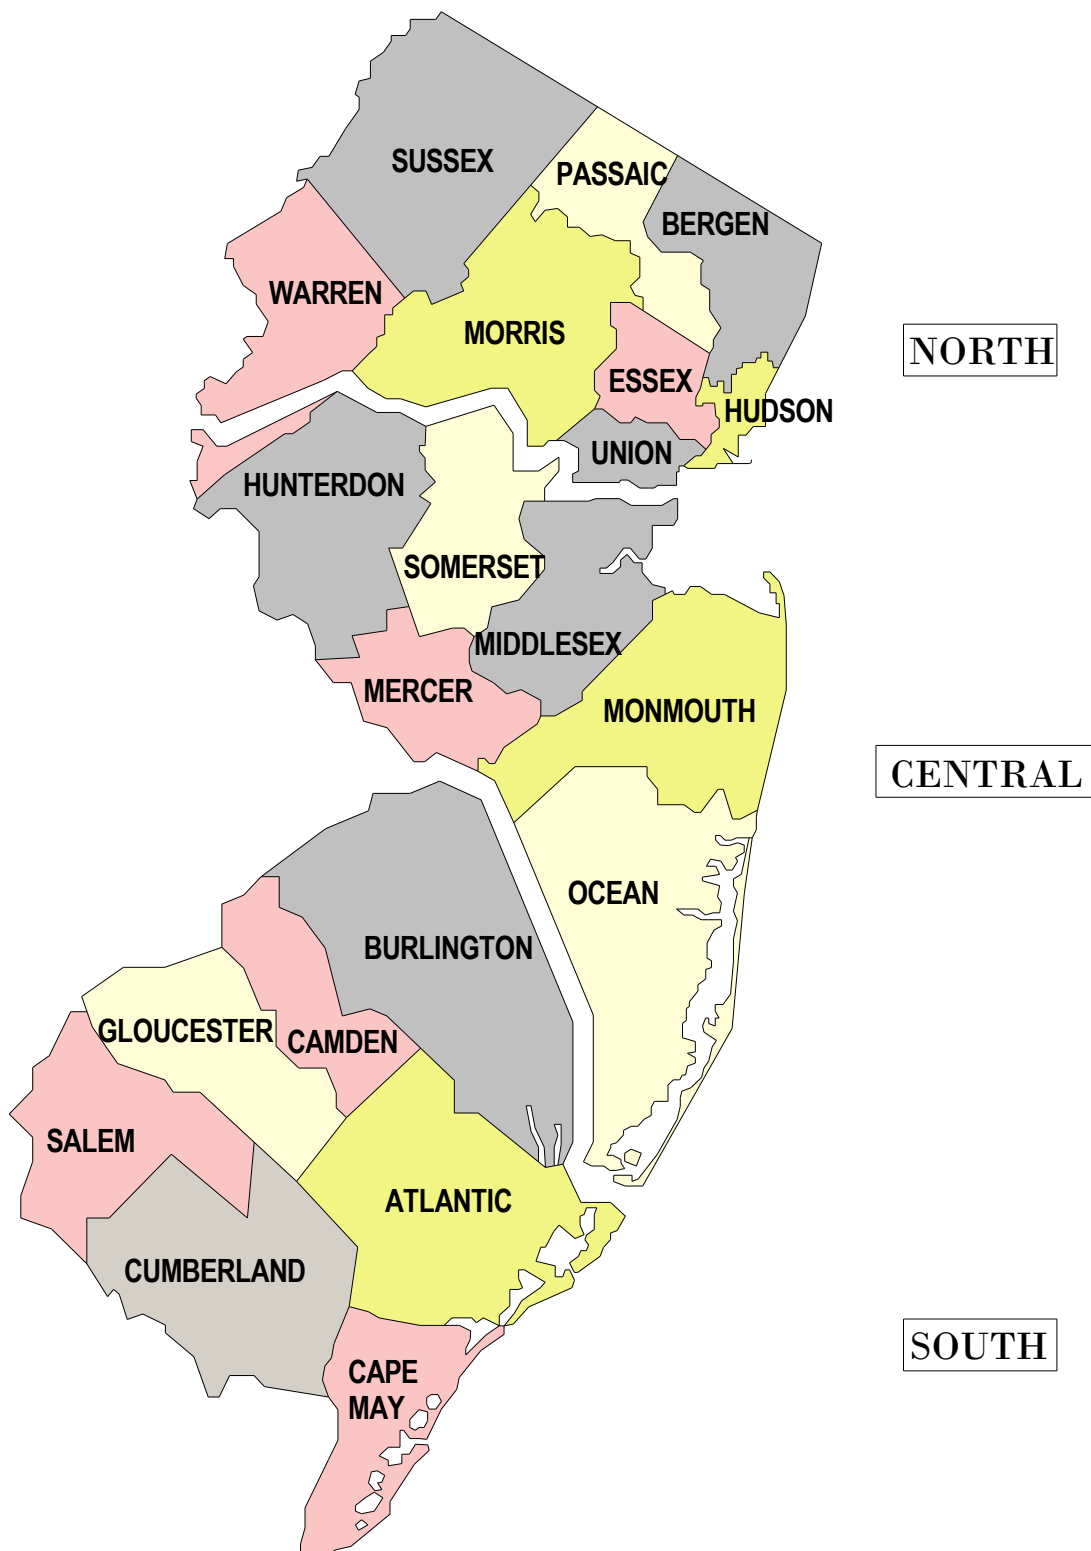 SUSSEX
PASSAIC
BERGEN
WARREN
MORRIS
NORTH
ESSEX
HUDSON
UNION
HUNTERDON
SOMERSET
MIDDLESEX
MERCER
MONMOUTH
CENTRAL
OCEAN
BURLINGTON
GLOUCESTER
CAMDEN
SALEM
ATLANTIC
CUMBERLAND
SOUTH
CAPE
MAY